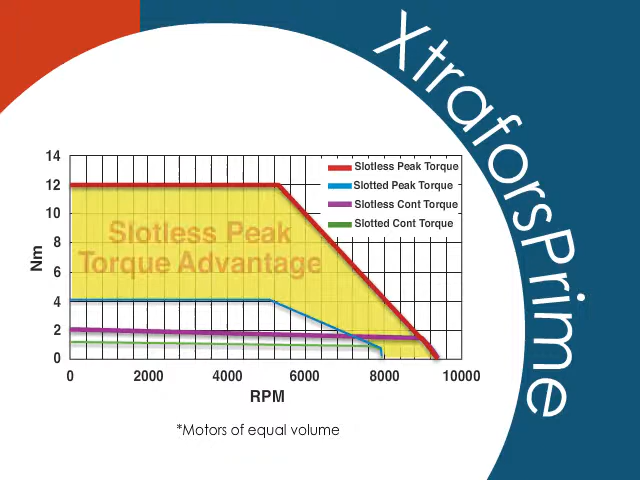 XtraforsPrime
14
12
10
8
6
4
2
0
Nm
Slotless Peak Torque
Slotted Peak Torque
Slotless Cont Torque
Slotted Cont Torque
Slotless Peak
Torque Advantage
0 2000 4000 6000 8000 10000
RPM
*Motors of equal volume